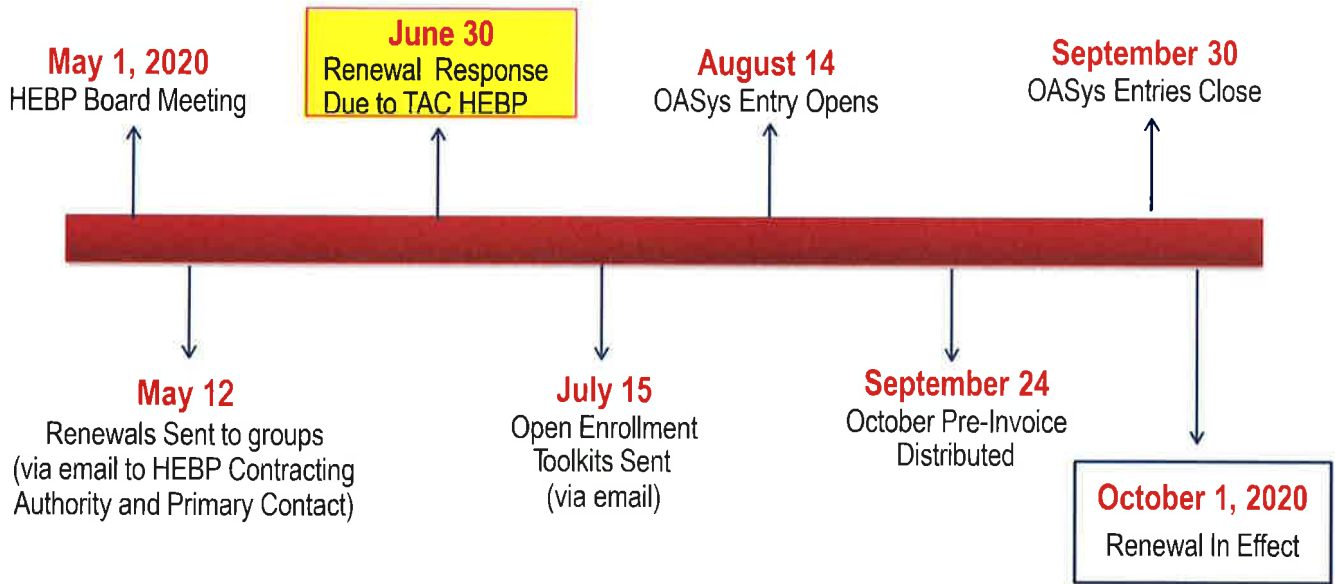 May 1, 2020
HEBP Board Meeting
June 30
Renewal Response
Due to TAC HEBP
August 14
OASys Entry Opens
September 30
OASys Entries Close
May 12
Renewals Sent to groups
(via email to HEBP Contracting
Authority and Primary Contact)
July 15
Open Enrollment
Toolkits Sent
(via email)
September 24
October Pre-Invoice
Distributed
October 1, 2020
Renewal In Effect